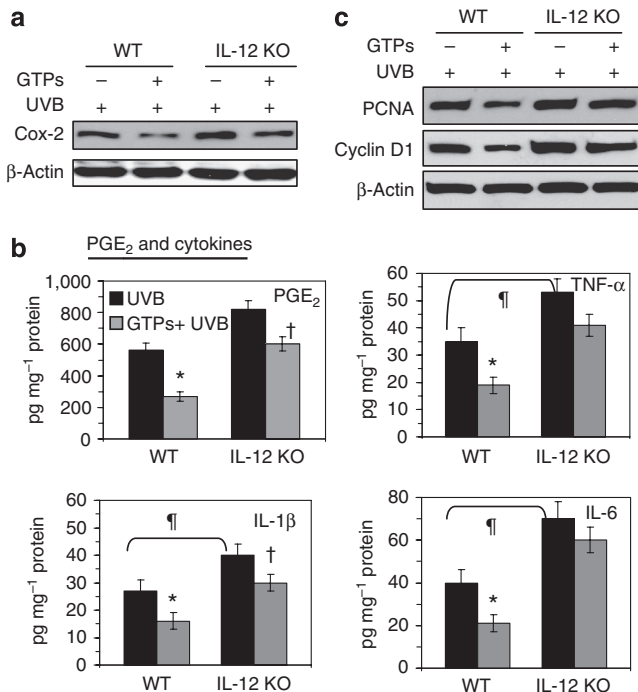 a
WT IL-12 KO
GTPs – + – +
UVB + + + +
Cox-2
β-Actin
c
WT IL-12 KO
GTPs – + – +
UVB + + + +
PCNA
Cyclin D1
β-Actin
b
PGE2 and cytokines
pg mg−1 protein
1,000
800
600
400
200
0
UVB
GTPs+ UVB
PGE2
*
†
WT IL-12 KO
pg mg−1 protein
60
50
40
30
20
10
0
TNF-α
¶
*
WT IL-12 KO
pg mg−1 protein
60
50
40
30
20
10
0
IL-1β
¶
*
†
WT IL-12 KO
pg mg−1 protein
80
60
40
20
0
IL-6
¶
*
WT IL-12 KO